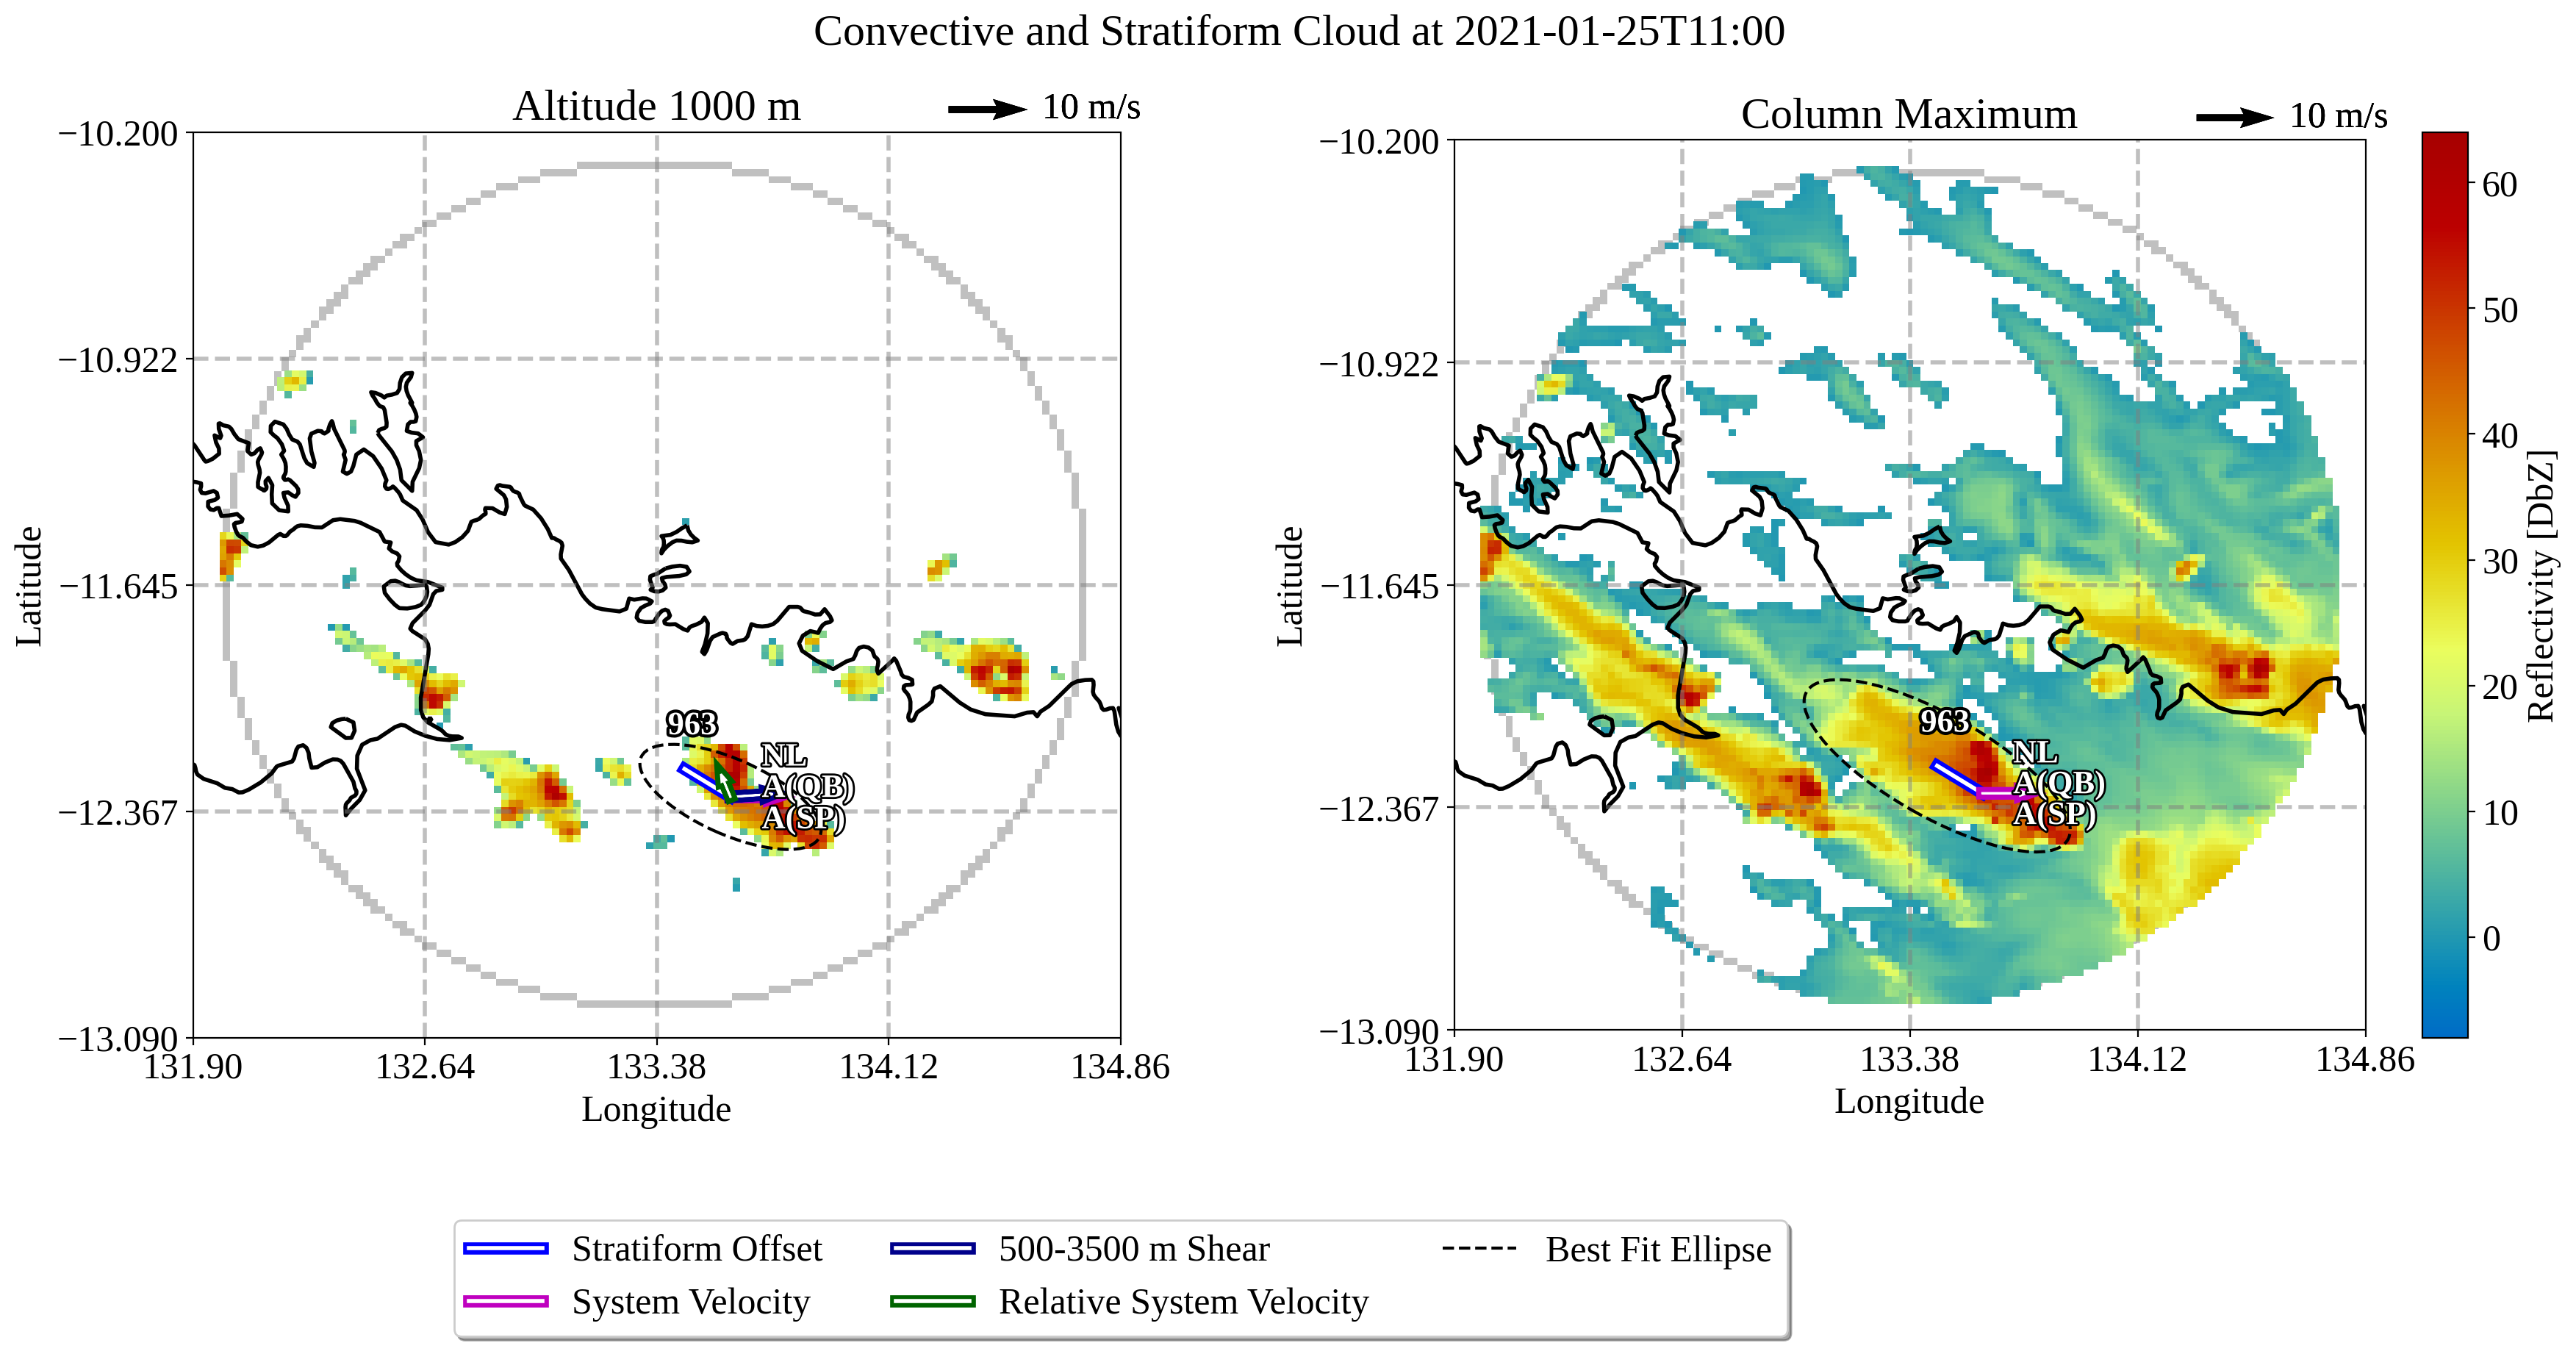 Convective and Stratiform Cloud at 2021-01-25T11:00
Altitude 1000 m
10 m/s
Column Maximum
10 m/s
−10.200
−10.922
−11.645
−12.367
−13.090
Latitude
131.90
132.64
133.38
134.12
134.86
Longitude
963
NL
A(QB)
A(SP)
−10.200
−10.922
−11.645
−12.367
−13.090
Latitude
131.90
132.64
133.38
134.12
134.86
Longitude
963
NL
A(QB)
A(SP)
60
50
40
30
20
10
0
Reflectivity [DbZ]
Stratiform Offset
System Velocity
500-3500 m Shear
Relative System Velocity
Best Fit Ellipse